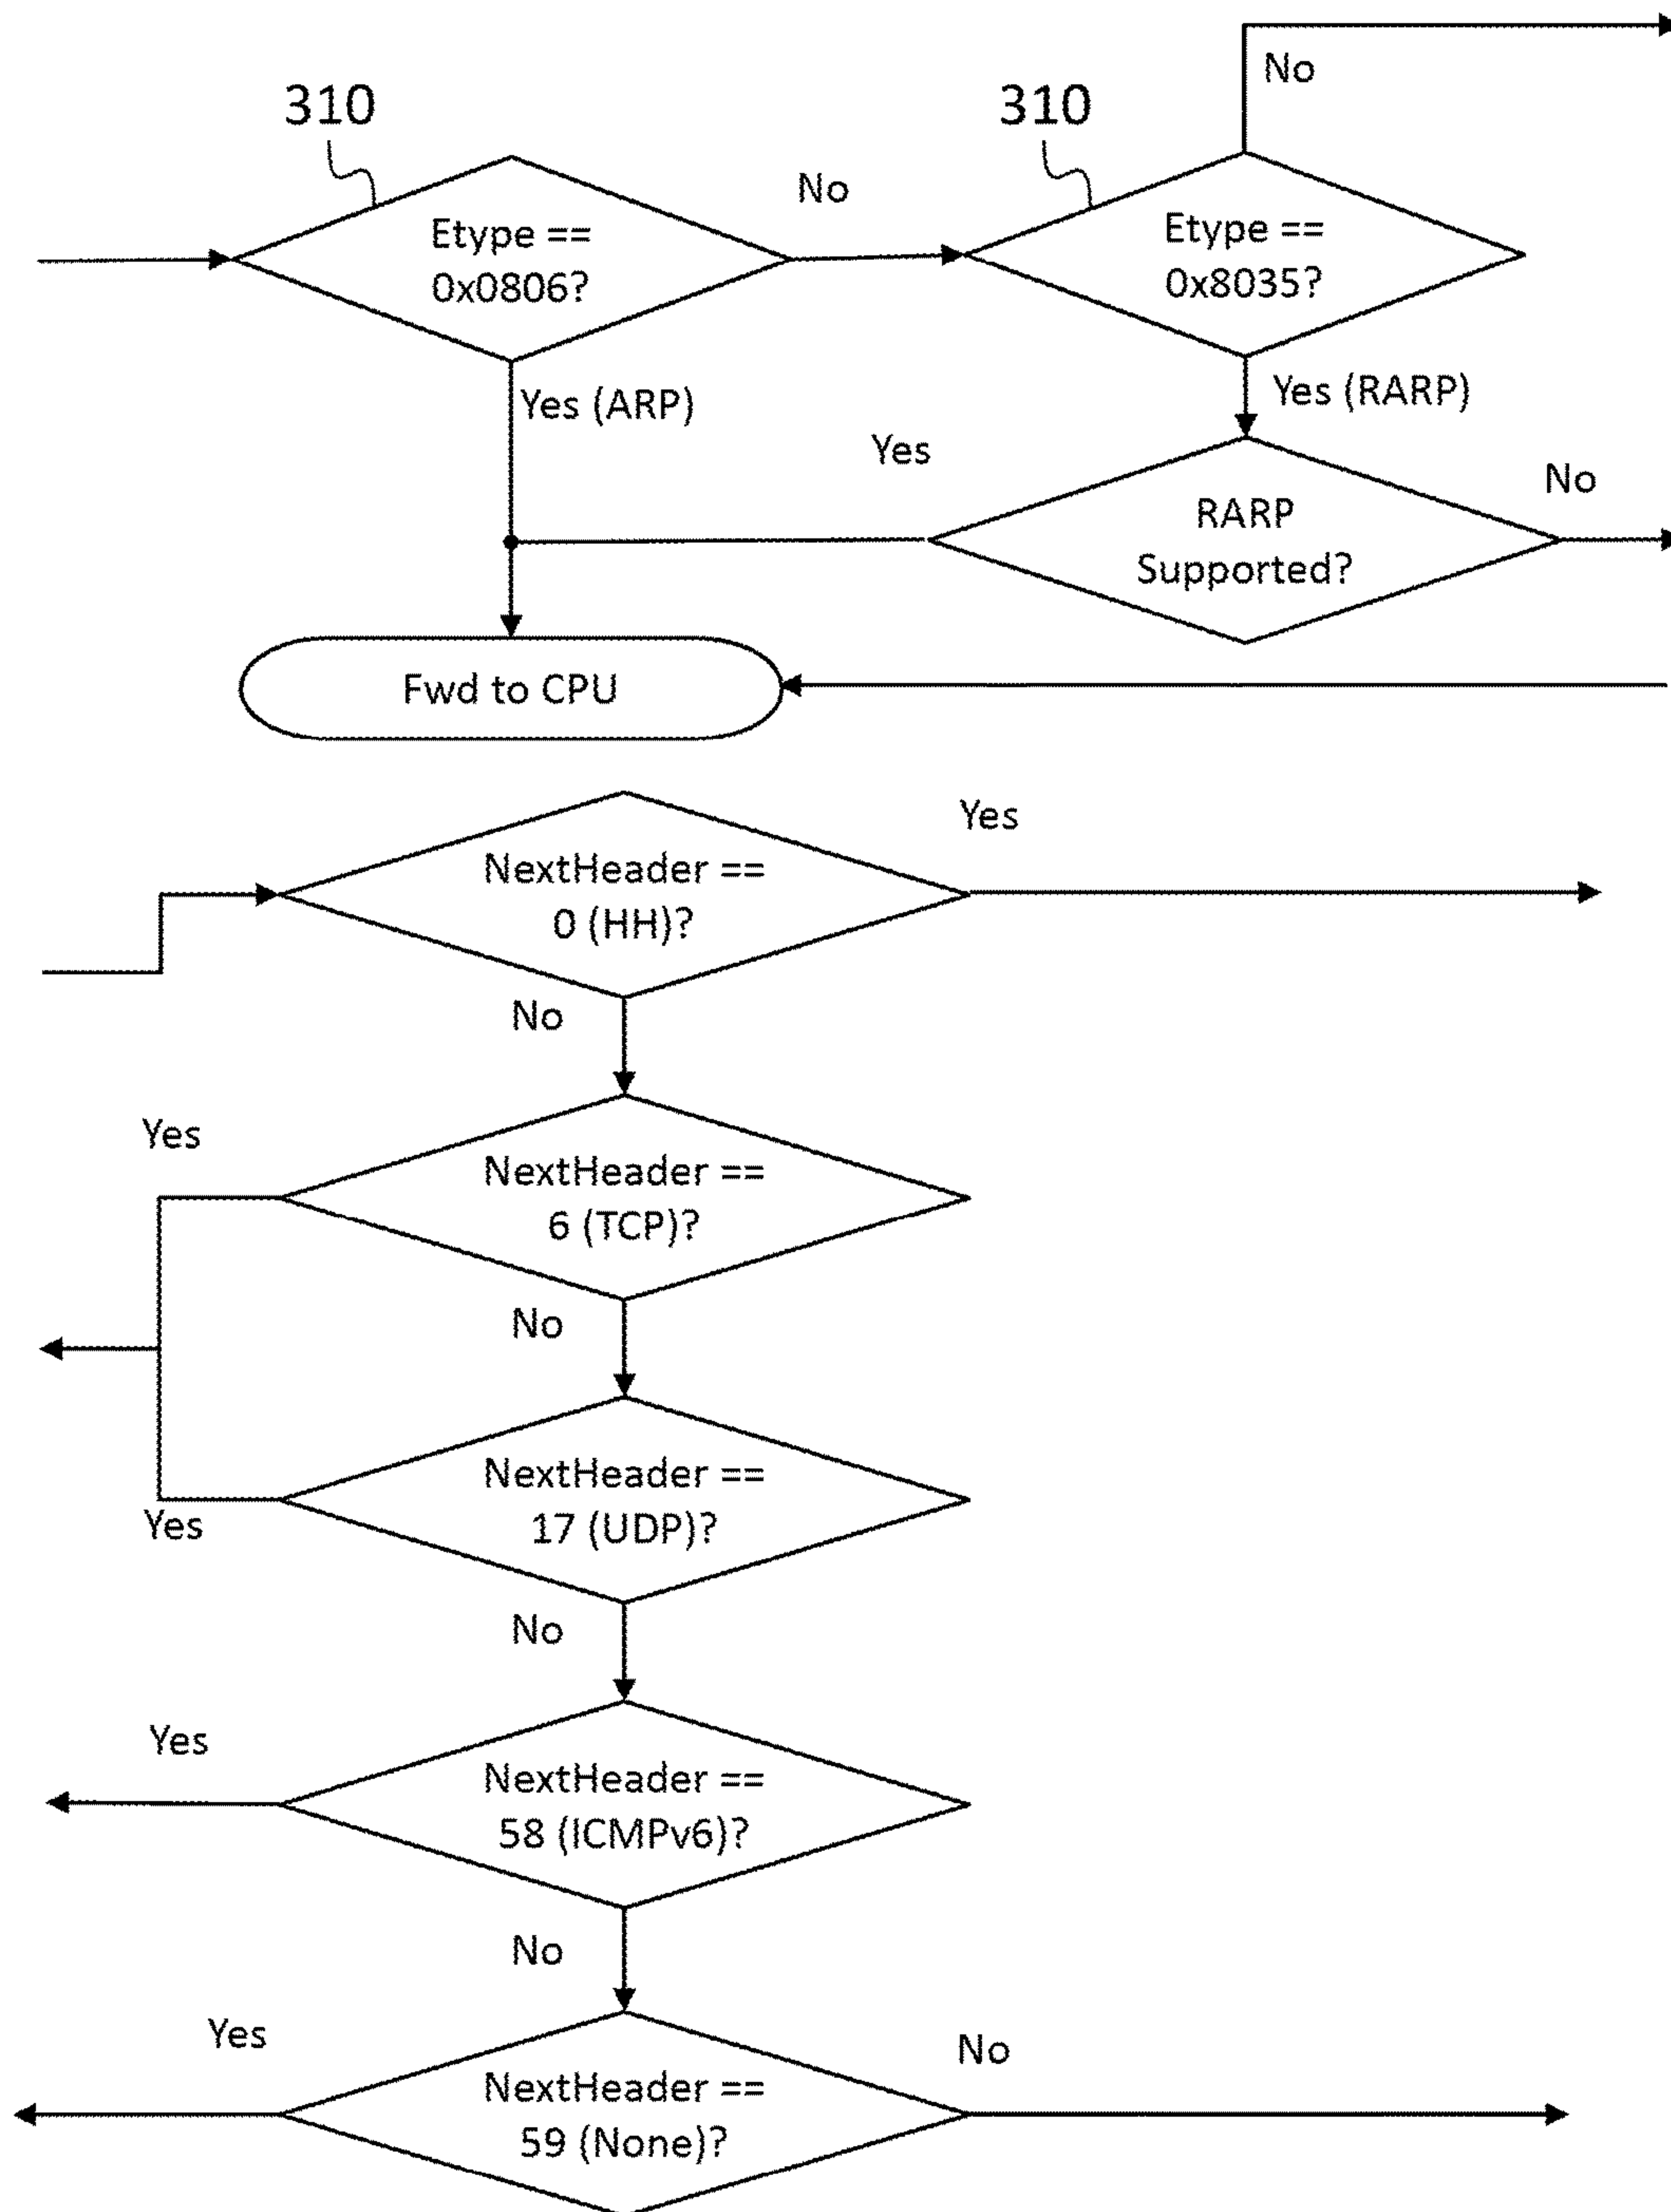 No
310
310
No
Etype ==
0x0806?
Etype ==
0x8035?
Yes (ARP)
Yes (RARP)
Yes
No
RARP
Supported?
Fwd to CPU
Yes
NextHeader ==
0 (HH)?
No
Yes
NextHeader ==
6 (TCP)?
No
NextHeader ==
17 (UDP)?
Yes
No
Yes
NextHeader ==
58 (ICMPv6)?
No
Yes
No
NextHeader ==
59 (None)?